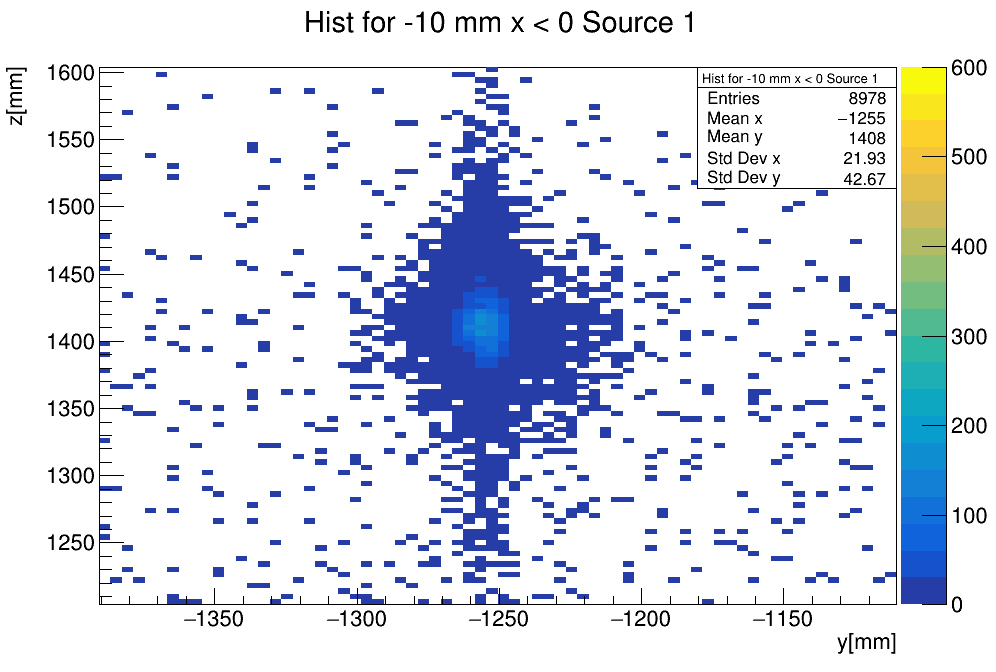 Hist for -10 mm x < 0 Source 1
z[mm]
1600
1550
1500
1450
1400
1350
1300
1250
Hist for -10 mm x < 0 Source 1
Entries 8978
Mean x −1255
Mean y 1408
Std Dev x 21.93
Std Dev y 42.67
600
500
400
300
200
100
0
−1350 −1300 −1250 −1200 −1150
y[mm]